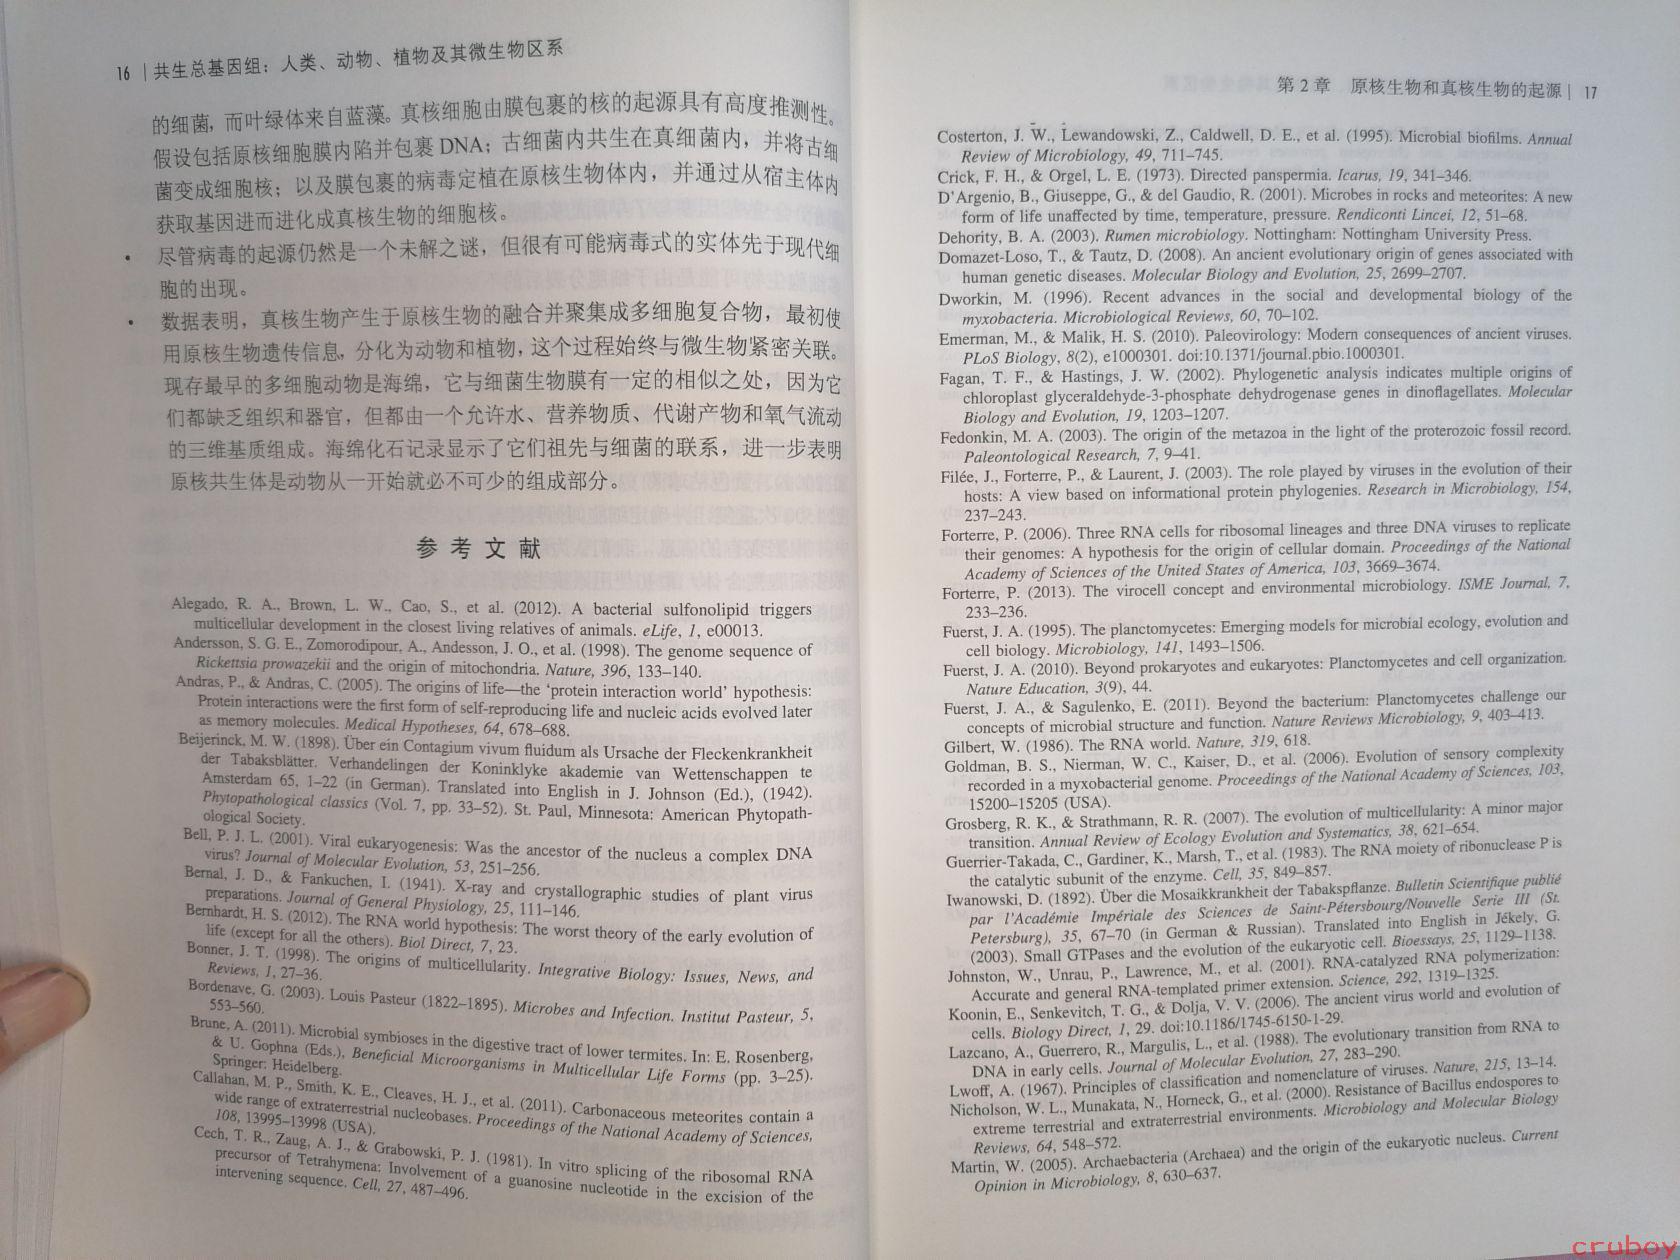 16 | 共生总基因组：人类、动物、植物及其微生物区系
的细菌，而叶绿体来自蓝藻。真核细胞由膜包裹的核的起源具有高度推测性。
假设包括原核细胞膜内陷并包裹 DNA；古细菌内共生在真细菌内，并将古细
菌变成细胞核；以及膜包裹的病毒定植在原核生物体内，并通过从宿主体内
获取基因进而进化成真核生物的细胞核。
• 尽管病毒的起源仍然是一个未解之谜，但很有可能病毒式的实体先于现代细
胞的出现。
• 数据表明，真核生物产生于原核生物的融合并聚集成多细胞复合物，最初使
用原核生物遗传信息，分化为动物和植物，这个过程始终与微生物紧密关联。
现存最早的多细胞动物是海绵，它与细菌生物膜有一定的相似之处，因为它
们都缺乏组织和器官，但都由一个允许水、营养物质、代谢产物和氧气流动
的三维基质组成。海绵化石记录显示了它们祖先与细菌的联系，进一步表明
原核共生体是动物从一开始就必不可少的组成部分。
参考文献
Alegado, R. A., Brown, L. W., Cao, S., et al. (2012). A bacterial sulfonolipid triggers
multicellular development in the closest living relatives of animals. eLife, 1, e00013.
Andersson, S. G. E., Zomorodipour, A., Andesson, J. O., et al. (1998). The genome sequence of
Rickettsia prowazekii and the origin of mitochondria. Nature, 396, 133–140.
Andras, P., & Andras, C. (2005). The origins of life—the ‘protein interaction world’ hypothesis:
Protein interactions were the first form of self-reproducing life and nucleic acids evolved later
as memory molecules. Medical Hypotheses, 64, 678–688.
Beijerinck, M. W. (1898). Über ein Contagium vivum fluidum als Ursache der Fleckenkrankheit
der Tabaksblätter. Verhandelingen der Koninklyke akademie van Wettenschappen te
Amsterdam 65, 1–22 (in German). Translated into English in J. Johnson (Ed.), (1942).
Phytopathological classics (Vol. 7, pp. 33–52). St. Paul, Minnesota: American Phytopath-
ological Society.
Bell, P. J. L. (2001). Viral eukaryogenesis: Was the ancestor of the nucleus a complex DNA
virus? Journal of Molecular Evolution, 53, 251–256.
Bernal, J. D., & Fankuchen, I. (1941). X-ray and crystallographic studies of plant virus
preparations. Journal of General Physiology, 25, 111–146.
Bernhardt, H. S. (2012). The RNA world hypothesis: The worst theory of the early evolution of
life (except for all the others). Biol Direct, 7, 23.
Bonner, J. T. (1998). The origins of multicellularity. Integrative Biology: Issues, News, and
Reviews, 1, 27–36.
Bordenave, G. (2003). Louis Pasteur (1822–1895). Microbes and Infection. Institut Pasteur, 5,
553–560.
Brune, A. (2011). Microbial symbioses in the digestive tract of lower termites. In: E. Rosenberg,
& U. Gophna (Eds.), Beneficial Microorganisms in Multicellular Life Forms (pp. 3–25).
Springer: Heidelberg.
Callahan, M. P., Smith, K. E., Cleaves, H. J., et al. (2011). Carbonaceous meteorites contain a
wide range of extraterrestrial nucleobases. Proceedings of the National Academy of Sciences,
108, 13995–13998 (USA).
Cech, T. R., Zaug, A. J., & Grabowski, P. J. (1981). In vitro splicing of the ribosomal RNA
precursor of Tetrahymena: Involvement of a guanosine nucleotide in the excision of the
intervening sequence. Cell, 27, 487–496.
第 2 章 原核生物和真核生物的起源 | 17
Costerton, J. W., Lewandowski, Z., Caldwell, D. E., et al. (1995). Microbial biofilms. Annual
Review of Microbiology, 49, 711–745.
Crick, F. H., & Orgel, L. E. (1973). Directed panspermia. Icarus, 19, 341–346.
D’Argenio, B., Giuseppe, G., & del Gaudio, R. (2001). Microbes in rocks and meteorites: A new
form of life unaffected by time, temperature, pressure. Rendiconti Lincei, 12, 51–68.
Dehority, B. A. (2003). Rumen microbiology. Nottingham: Nottingham University Press.
Domazet-Loso, T., & Tautz, D. (2008). An ancient evolutionary origin of genes associated with
human genetic diseases. Molecular Biology and Evolution, 25, 2699–2707.
Dworkin, M. (1996). Recent advances in the social and developmental biology of the
myxobacteria. Microbiological Reviews, 60, 70–102.
Emerman, M., & Malik, H. S. (2010). Paleovirology: Modern consequences of ancient viruses.
PLoS Biology, 8(2), e1000301. doi:10.1371/journal.pbio.1000301.
Fagan, T. F., & Hastings, J. W. (2002). Phylogenetic analysis indicates multiple origins of
chloroplast glyceraldehyde-3-phosphate dehydrogenase genes in dinoflagellates. Molecular
Biology and Evolution, 19, 1203–1207.
Fedonkin, M. A. (2003). The origin of the metazoa in the light of the proterozoic fossil record.
Paleontological Research, 7, 9–41.
Filée, J., Forterre, P., & Laurent, J. (2003). The role played by viruses in the evolution of their
hosts: A view based on informational protein phylogenies. Research in Microbiology, 154,
237–243.
Forterre, P. (2006). Three RNA cells for ribosomal lineages and three DNA viruses to replicate
their genomes: A hypothesis for the origin of cellular domain. Proceedings of the National
Academy of Sciences of the United States of America, 103, 3669–3674.
Forterre, P. (2013). The virocell concept and environmental microbiology. ISME Journal, 7,
233–236.
Fuerst, J. A. (1995). The planctomycetes: Emerging models for microbial ecology, evolution and
cell biology. Microbiology, 141, 1493–1506.
Fuerst, J. A. (2010). Beyond prokaryotes and eukaryotes: Planctomycetes and cell organization.
Nature Education, 3(9), 44.
Fuerst, J. A., & Sagulenko, E. (2011). Beyond the bacterium: Planctomycetes challenge our
concepts of microbial structure and function. Nature Reviews Microbiology, 9, 403–413.
Gilbert, W. (1986). The RNA world. Nature, 319, 618.
Goldman, B. S., Nierman, W. C., Kaiser, D., et al. (2006). Evolution of sensory complexity
recorded in a myxobacterial genome. Proceedings of the National Academy of Sciences, 103,
15200–15205 (USA).
Grosberg, R. K., & Strathmann, R. R. (2007). The evolution of multicellularity: A minor major
transition. Annual Review of Ecology Evolution and Systematics, 38, 621–654.
Guerrier-Takada, C., Gardiner, K., Marsh, T., et al. (1983). The RNA moiety of ribonuclease P is
the catalytic subunit of the enzyme. Cell, 35, 849–857.
Iwanowski, D. (1892). Über die Mosaikkrankheit der Tabakspflanze. Bulletin Scientifique publié
par l’Académie Impériale des Sciences de Saint-Pétersbourg/Nouvelle Serie III (St.
Petersburg), 35, 67–70 (in German & Russian). Translated into English in Jékely, G.
(2003). Small GTPases and the evolution of the eukaryotic cell. Bioessays, 25, 1129–1138.
Johnston, W., Unrau, P., Lawrence, M., et al. (2001). RNA-catalyzed RNA polymerization:
Accurate and general RNA-templated primer extension. Science, 292, 1319–1325.
Koonin, E., Senkevitch, T. G., & Dolja, V. V. (2006). The ancient virus world and evolution of
cells. Biology Direct, 1, 29. doi:10.1186/1745-6150-1-29.
Lazcano, A., Guerrero, R., Margulis, L., et al. (1988). The evolutionary transition from RNA to
DNA in early cells. Journal of Molecular Evolution, 27, 283–290.
Lwoff, A. (1967). Principles of classification and nomenclature of viruses. Nature, 215, 13–14.
Nicholson, W. L., Munakata, N., Horneck, G., et al. (2000). Resistance of Bacillus endospores to
extreme terrestrial and extraterrestrial environments. Microbiology and Molecular Biology
Reviews, 64, 548–572.
Martin, W. (2005). Archaebacteria (Archaea) and the origin of the eukaryotic nucleus. Current
Opinion in Microbiology, 8, 630–637.
cruboy